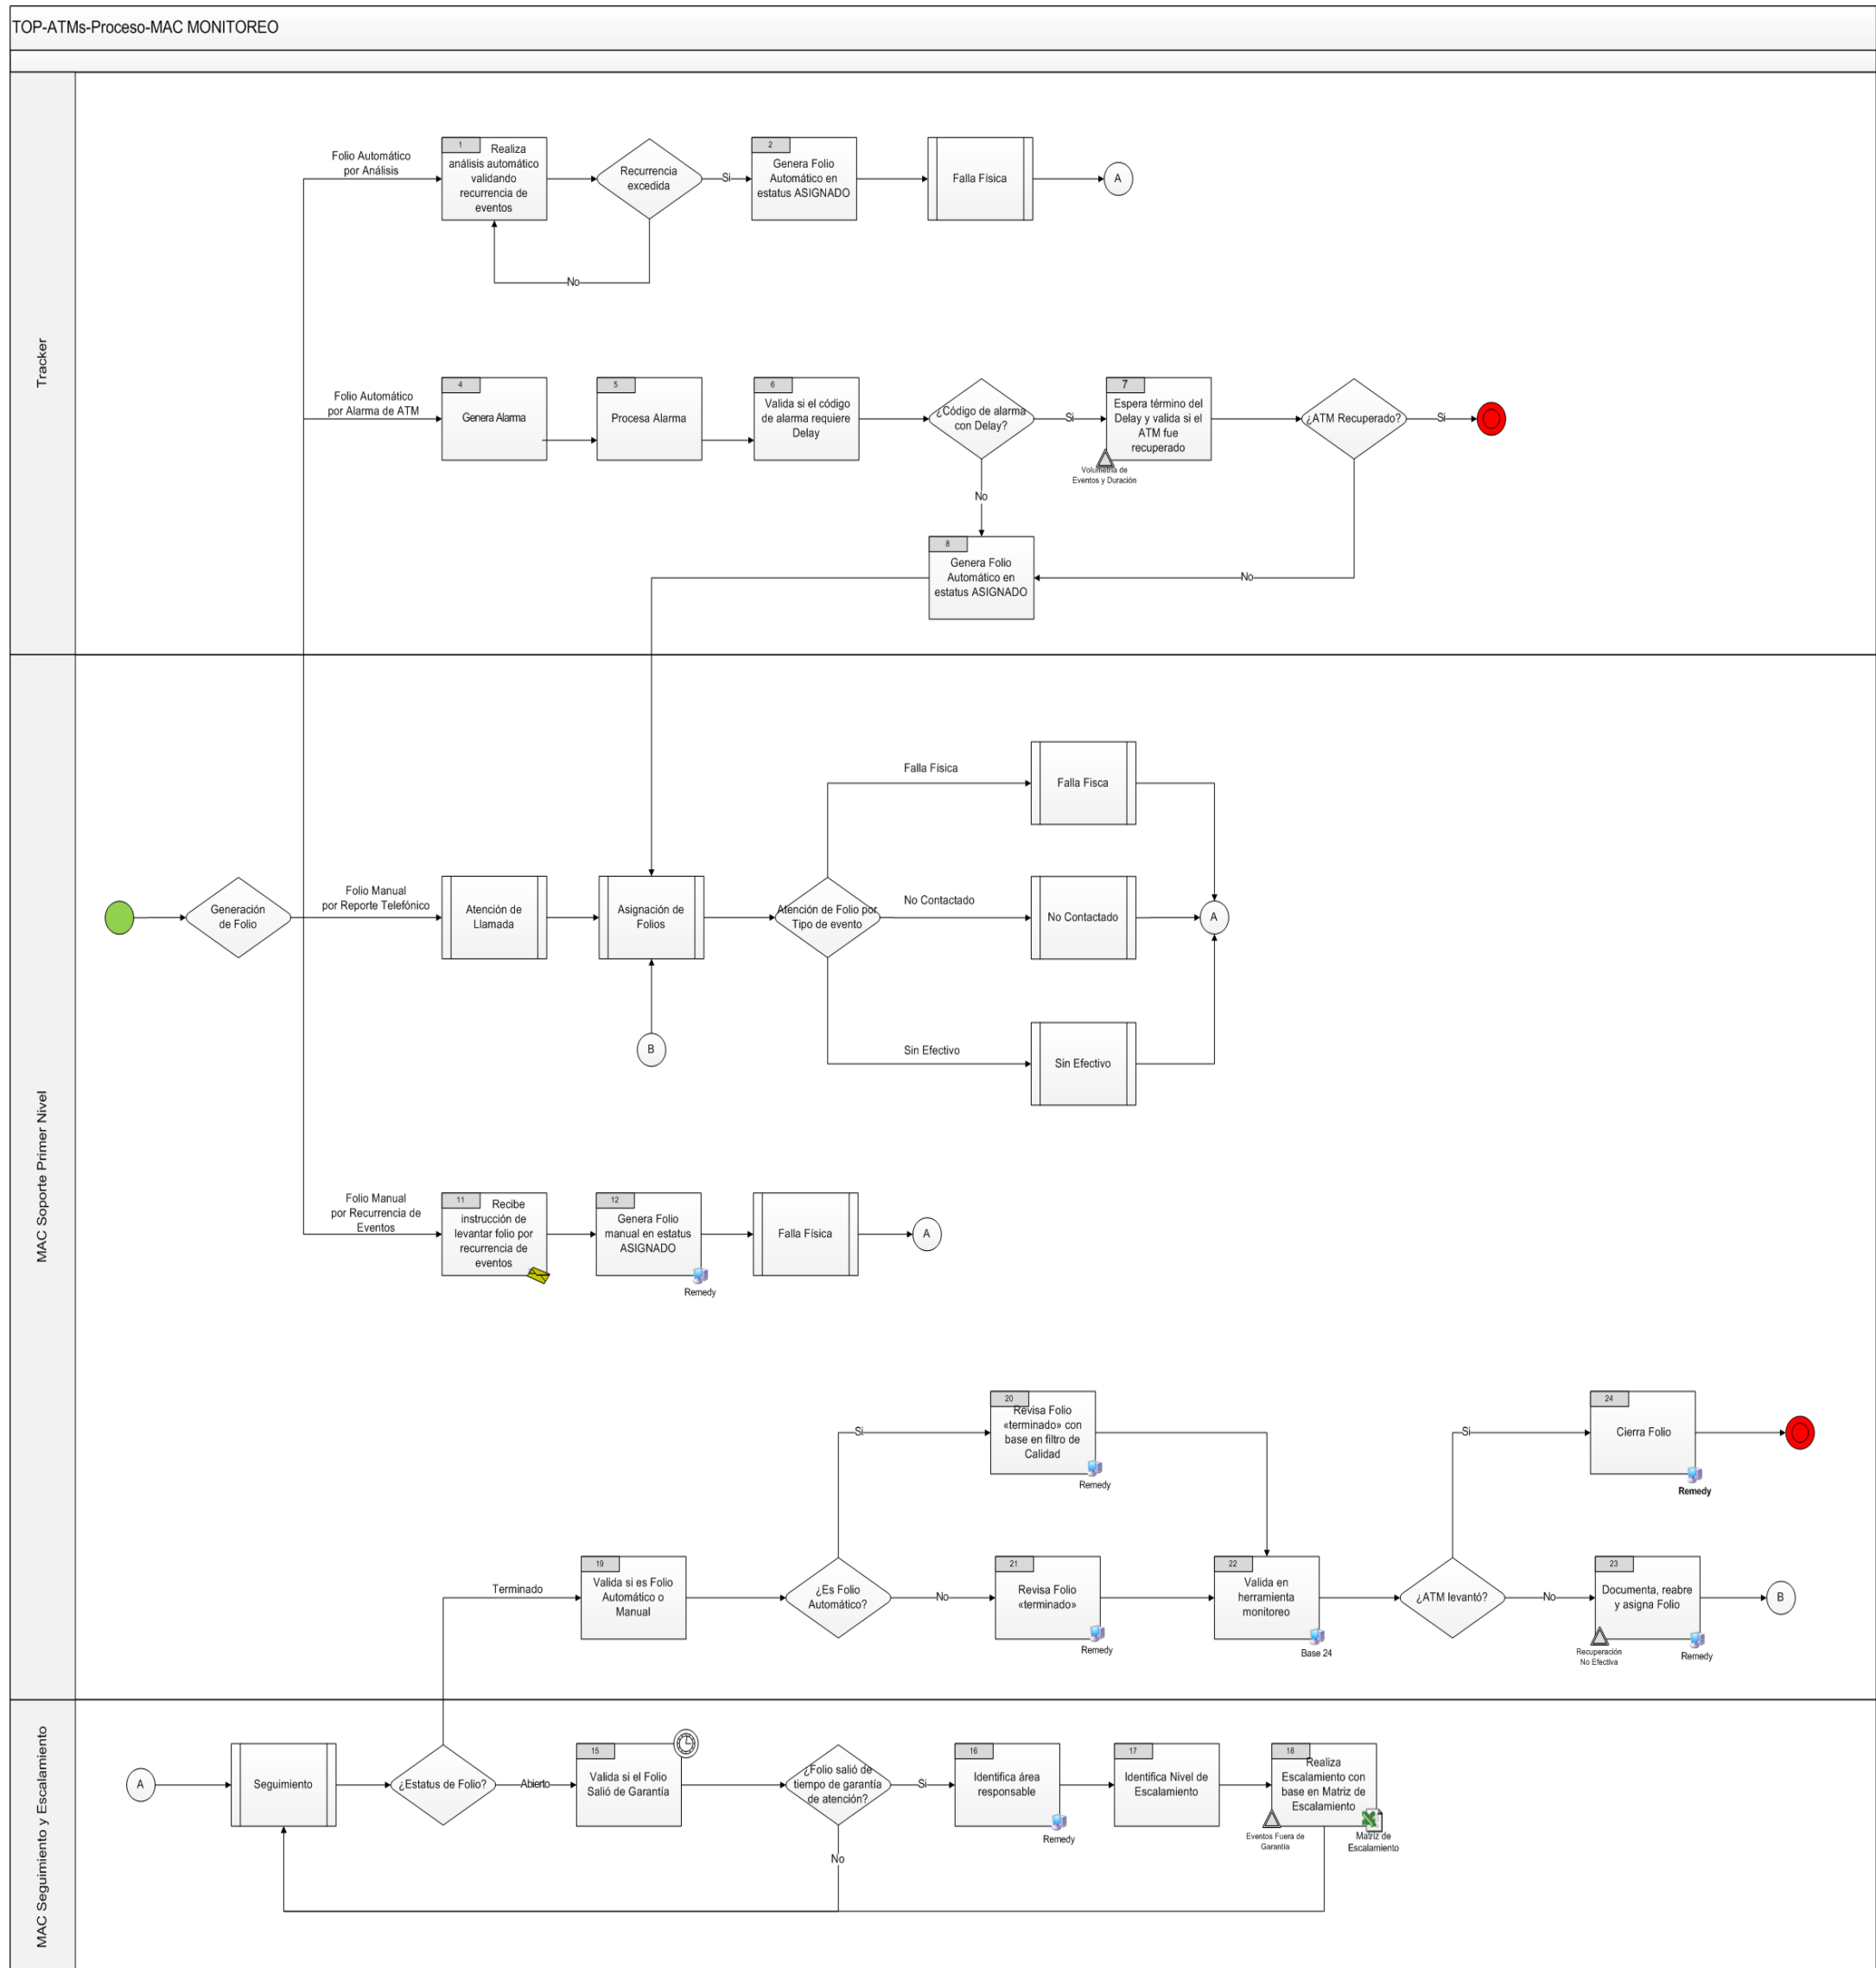 TOP-ATMs-Proceso-MAC MONITOREO
Tracker
Folio Automático
por Análisis
1
Realiza
análisis automático
validando
recurrencia de
eventos
Recurrencia
excedida
Si
2
Genera Folio
Automático en
estatus ASIGNADO
Falla Física
A
No
Folio Automático
por Alarma de ATM
4
Genera Alarma
5
Procesa Alarma
6
Valida si el código
de alarma requiere
Delay
¿Código de alarma
con Delay?
Si
7
Espera término del
Delay y valida si el
ATM fue
recuperado
Volumetría de
Eventos y Duración
¿ATM Recuperado?
Si
No
8
Genera Folio
Automático en
estatus ASIGNADO
No
MAC Soporte Primer Nivel
Generación
de Folio
Folio Manual
por Reporte Telefónico
Atención de
Llamada
Asignación de
Folios
B
Atención de Folio por
Tipo de evento
Falla Física
Falla Fisca
No Contactado
No Contactado
A
Sin Efectivo
Sin Efectivo
Folio Manual
por Recurrencia de
Eventos
11
Recibe
instrucción de
levantar folio por
recurrencia de
eventos
12
Genera Folio
manual en estatus
ASIGNADO
Remedy
Falla Física
A
20
Revisa Folio
«terminado» con
base en filtro de
Calidad
Remedy
Si
24
Cierra Folio
Remedy
Si
Terminado
19
Valida si es Folio
Automático o
Manual
¿Es Folio
Automático?
No
21
Revisa Folio
«terminado»
Remedy
22
Valida en
herramienta
monitoreo
Base 24
¿ATM levantó?
No
23
Documenta, reabre
y asigna Folio
Recuperación
No Efectiva
Remedy
B
MAC Seguimiento y Escalamiento
A
Seguimiento
¿Estatus de Folio?
Abierto
15
Valida si el Folio
Salió de Garantía
¿Folio salió de
tiempo de garantía
de atención?
Si
No
16
Identifica área
responsable
Remedy
17
Identifica Nivel de
Escalamiento
18
Realiza
Escalamiento con
base en Matriz de
Escalamiento
Eventos Fuera de
Garantía
Matriz de
Escalamiento